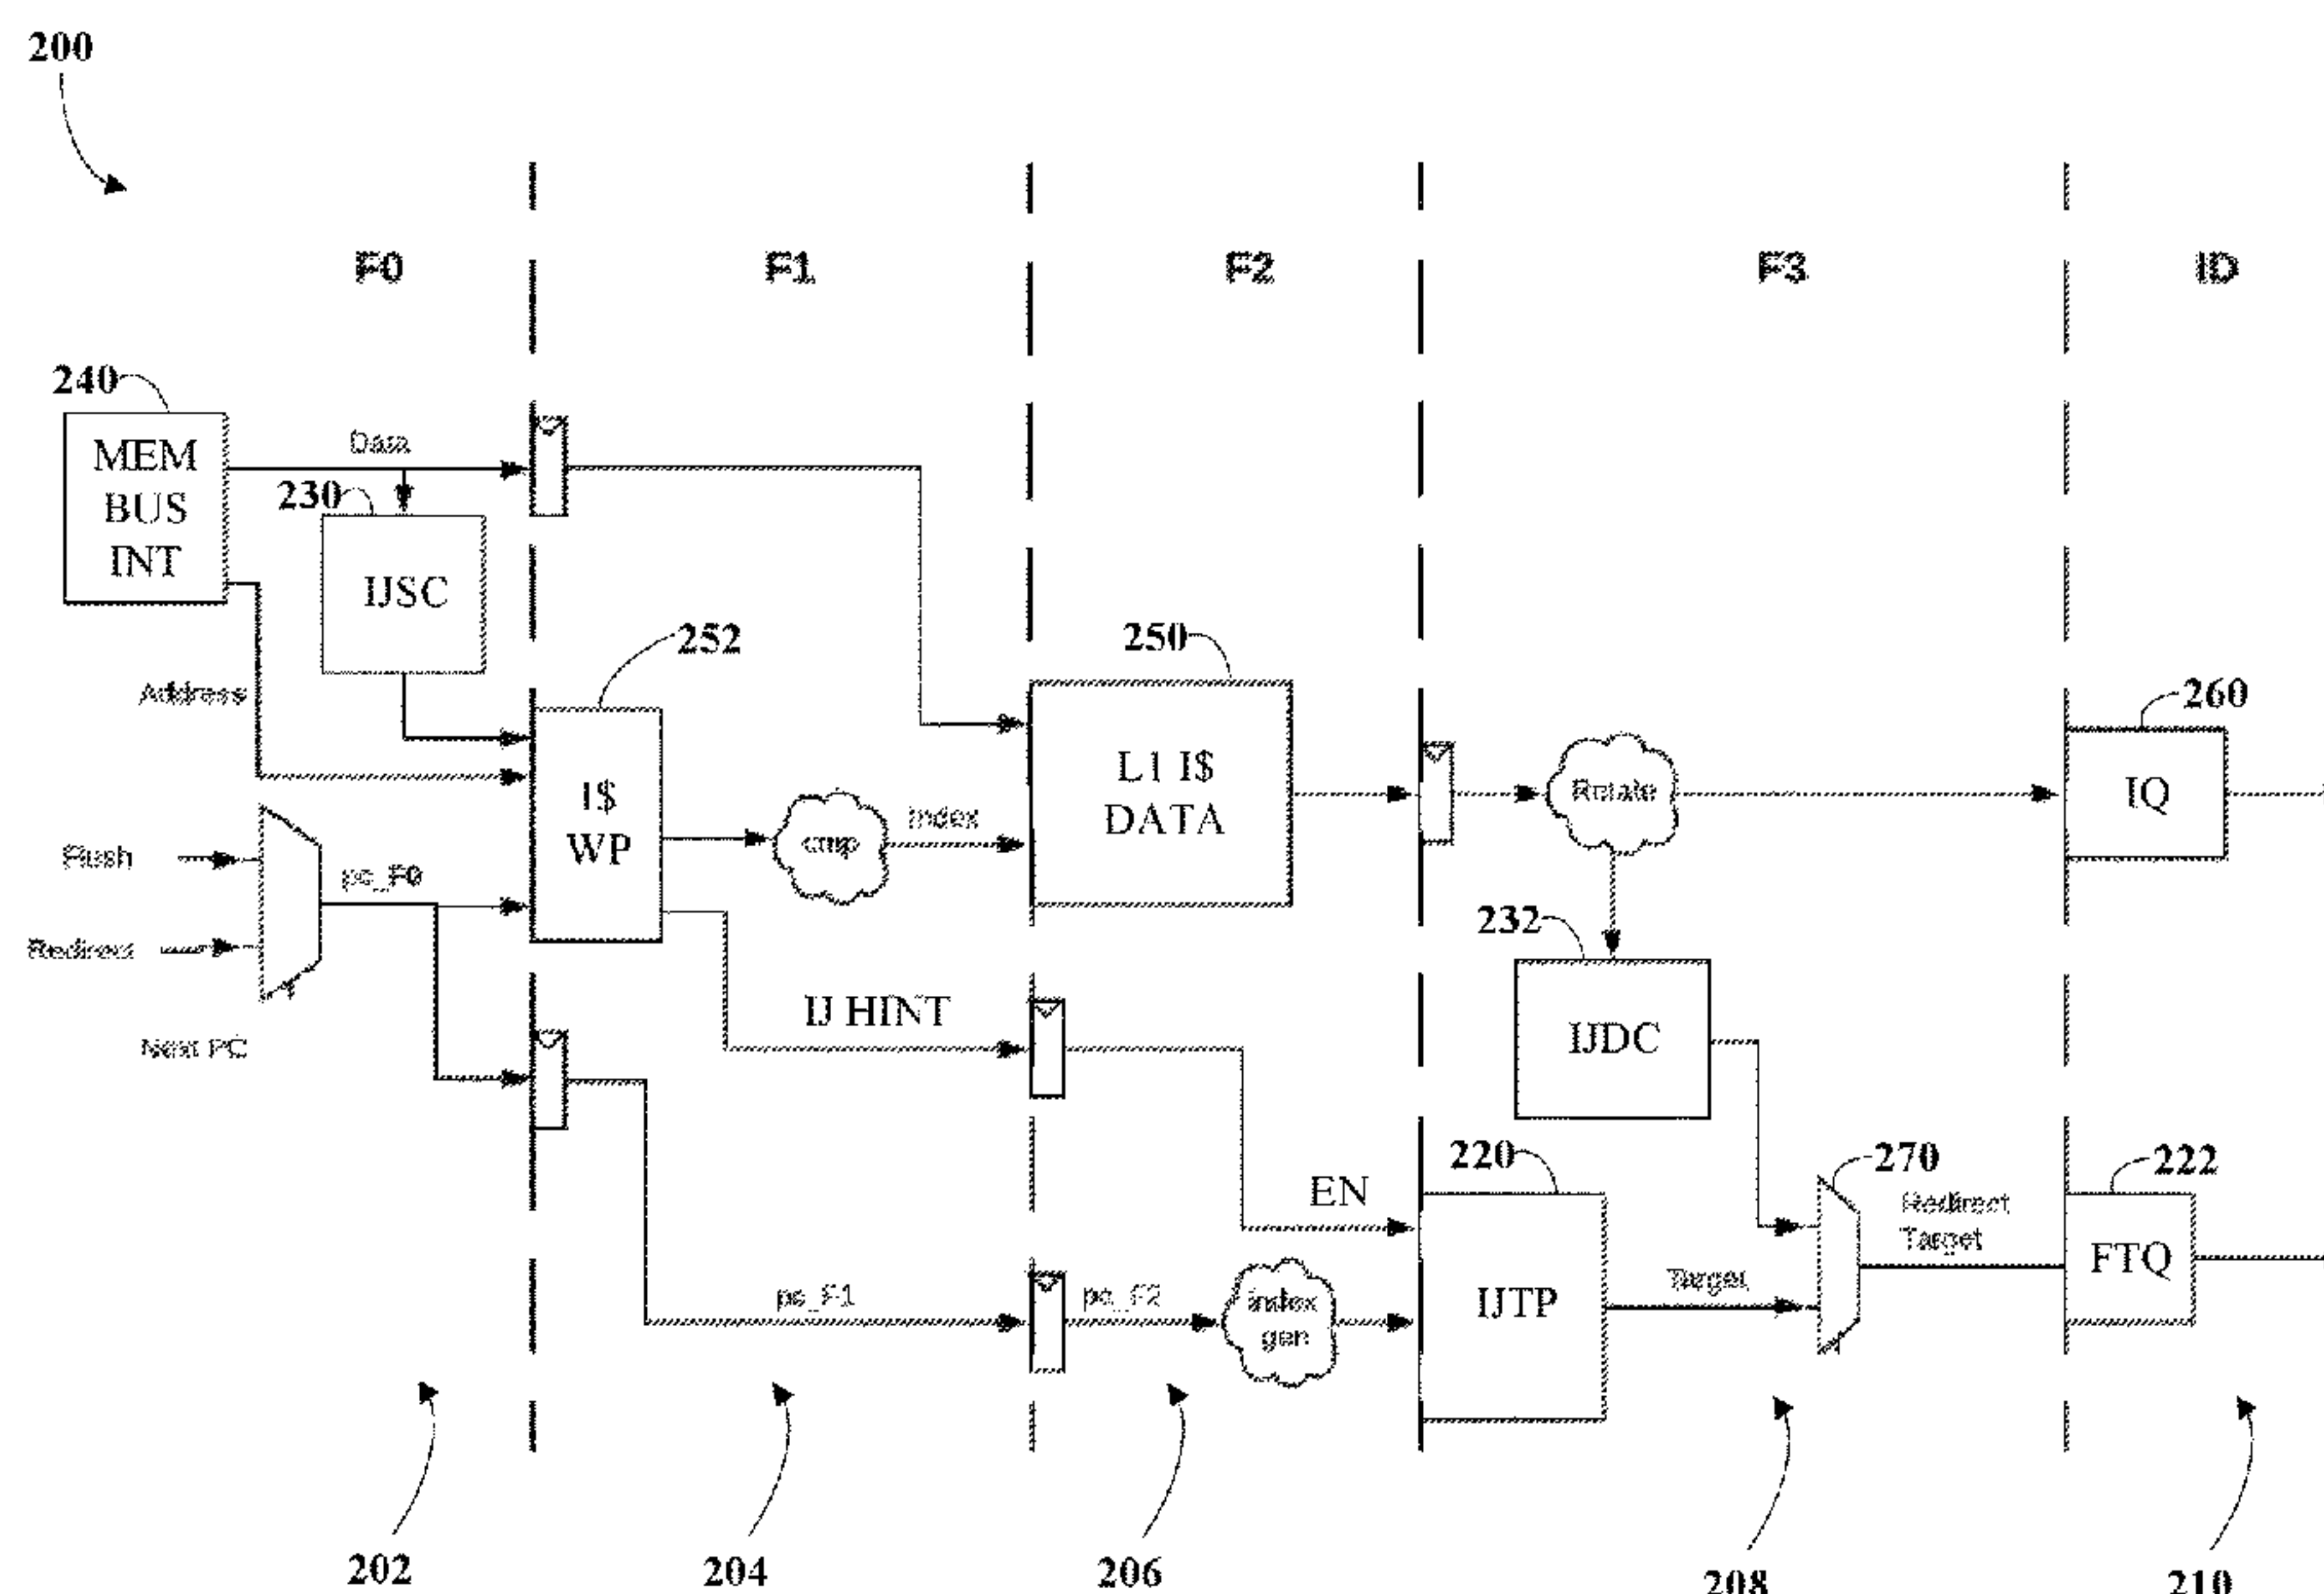 200
F0
F1
F2
F3
ID
240
MEM
BUS
INT
Data
230
IJSC
252
250
260
Address
I$
WP
cmp
index
L1 I$
DATA
Rotate
IQ
Flush
pc_F0
Redirect
232
IJ HINT
IJDC
Next PC
220
270
222
EN
Redirect
Target
FTQ
IJTP
Target
pc_F1
pc_F2
index
gen
202
204
206
208
210